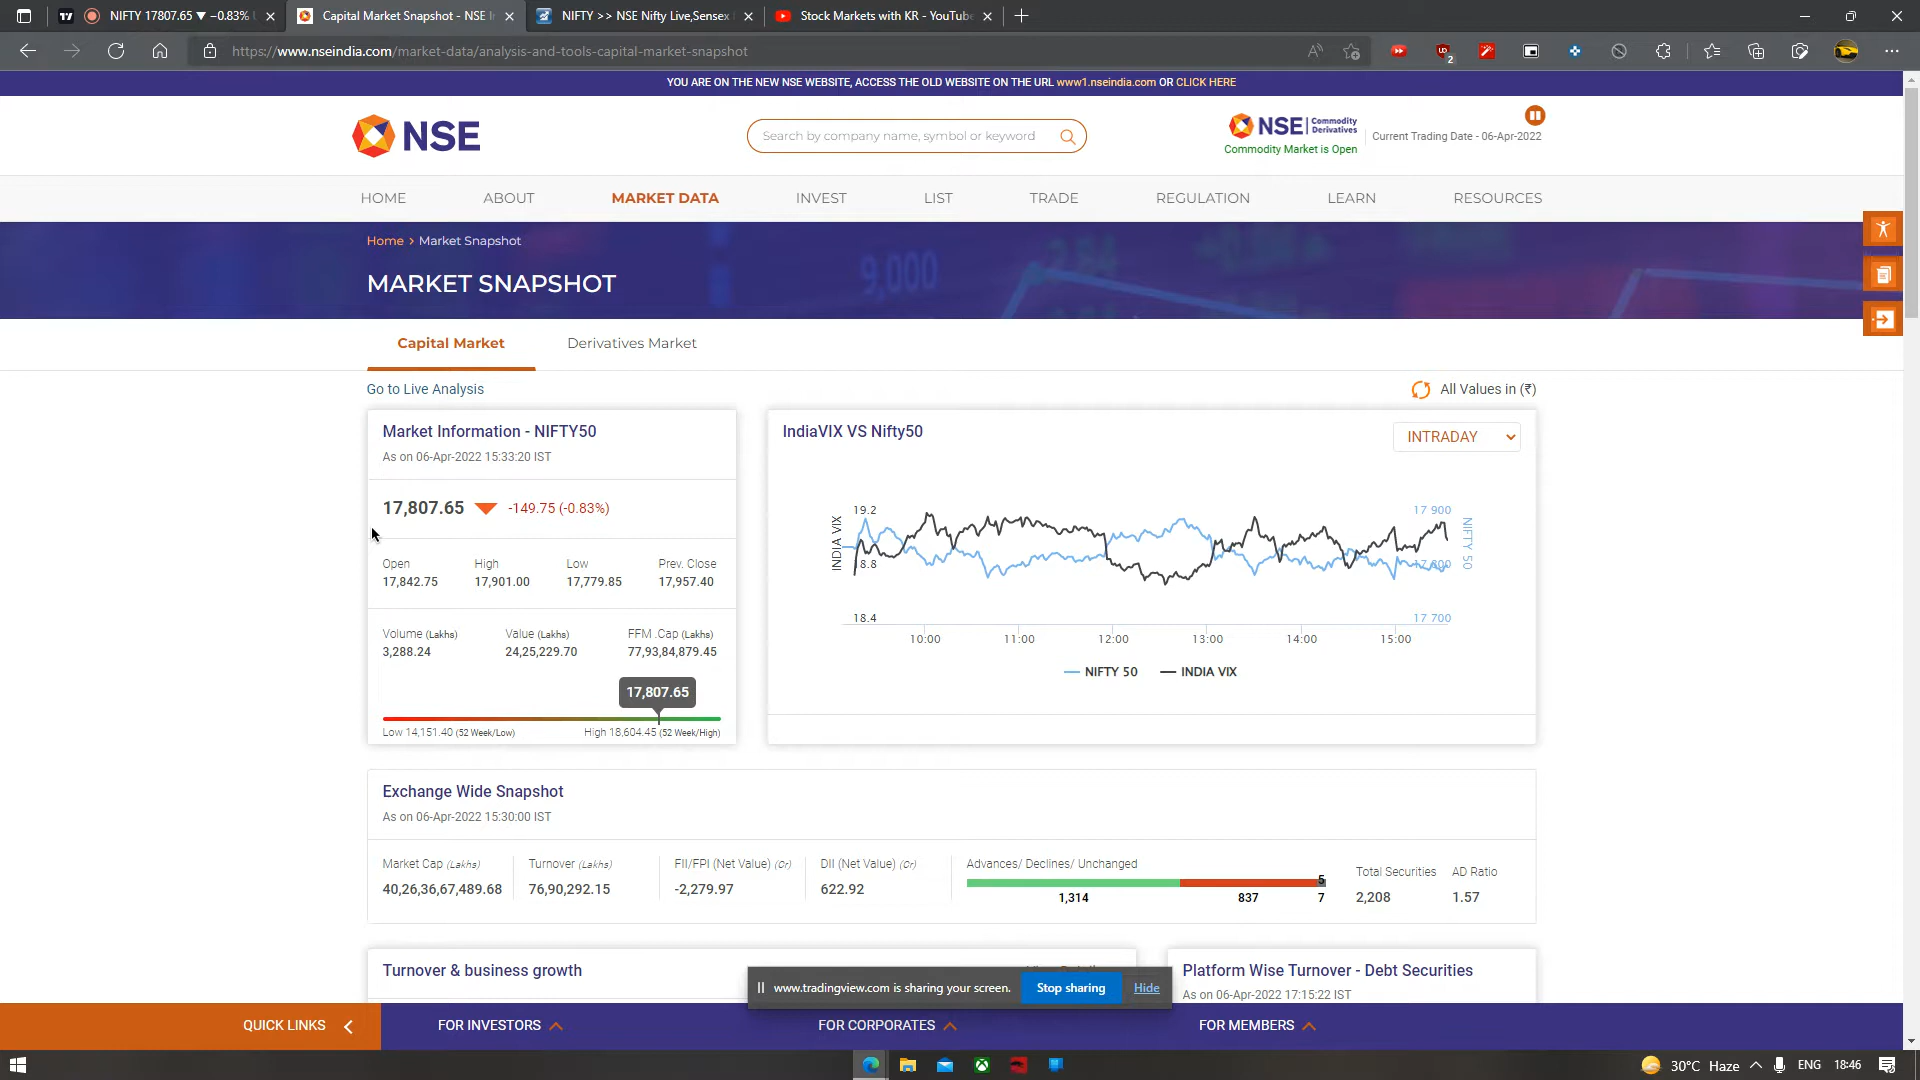 NIFTY 17807.65 ▼ −0.83%
Capital Market Snapshot - NSE I
NIFTY >> NSE Nifty Live,Sensex
Stock Markets with KR - YouTube
https://www.nseindia.com/market-data/analysis-and-tools-capital-market-snapshot
2
YOU ARE ON THE NEW NSE WEBSITE, ACCESS THE OLD WEBSITE ON THE URL www1.nseindia.com OR CLICK HERE
NSE
Search by company name, symbol or keyword
NSE Commodity Derivatives
Commodity Market is Open
Current Trading Date - 06-Apr-2022
HOME ABOUT MARKET DATA INVEST LIST TRADE REGULATION LEARN RESOURCES
Home > Market Snapshot
9,000
MARKET SNAPSHOT
Capital Market Derivatives Market
Go to Live Analysis
All Values in (₹)
Market Information - NIFTY50
As on 06-Apr-2022 15:33:20 IST
17,807.65 -149.75 (-0.83%)
Open High Low Prev. Close
17,842.75 17,901.00 17,779.85 17,957.40
Volume (Lakhs) Value (Lakhs) FFM .Cap (Lakhs)
3,288.24 24,25,229.70 77,93,84,879.45
17,807.65
Low 14,151.40 (52 Week/Low) High 18,604.45 (52 Week/High)
IndiaVIX VS Nifty50
INTRADAY
19.2 17 900
INDIA VIX
NIFTY 50
18.8 17 800
18.4 17 700
10:00 11:00 12:00 13:00 14:00 15:00
NIFTY 50 INDIA VIX
Exchange Wide Snapshot
As on 06-Apr-2022 15:30:00 IST
Market Cap (Lakhs) Turnover (Lakhs) FII/FPI (Net Value) (Cr) DII (Net Value) (Cr) Advances/ Declines/ Unchanged Total Securities AD Ratio
40,26,36,67,489.68 76,90,292.15 -2,279.97 622.92 1,314 837 5
7 2,208 1.57
Turnover & business growth
Platform Wise Turnover - Debt Securities
As on 06-Apr-2022 17:15:22 IST
www.tradingview.com is sharing your screen. Stop sharing Hide
QUICK LINKS FOR INVESTORS FOR CORPORATES FOR MEMBERS
30°C Haze ENG 18:46